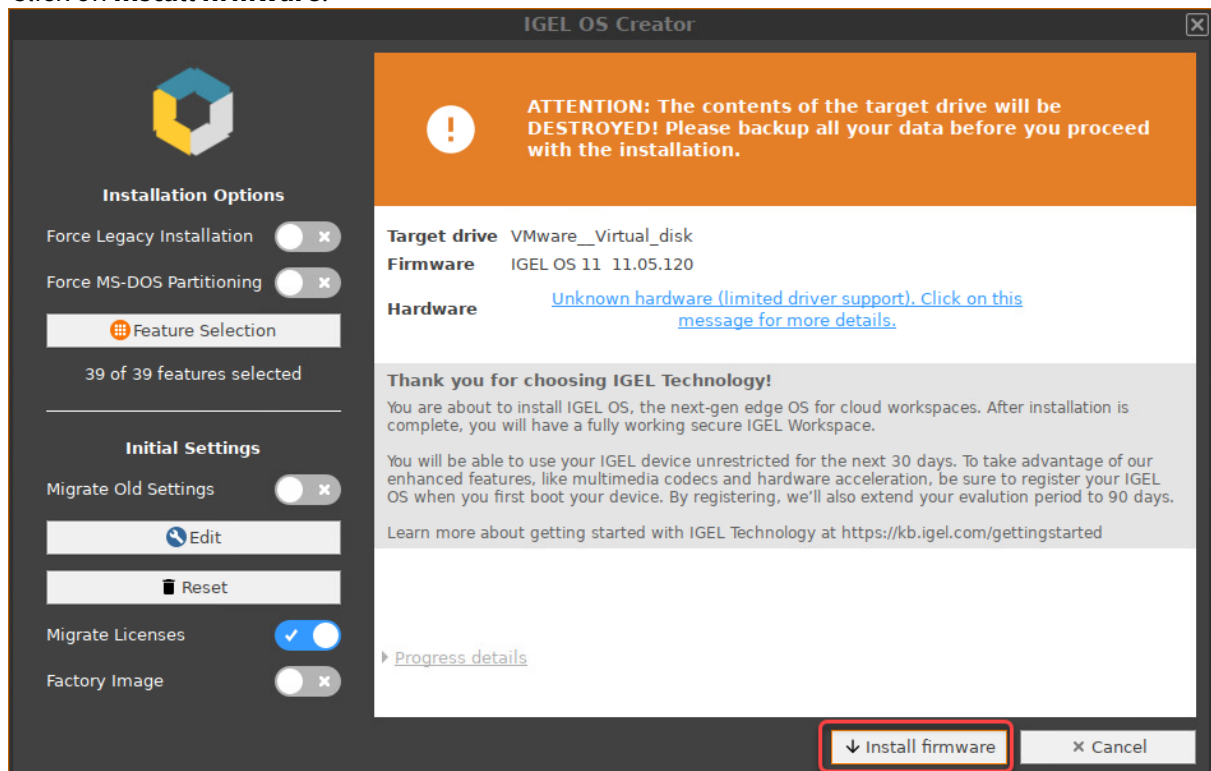 Click on Install firmware.
IGEL OS Creator
Installation Options
Force Legacy Installation
Force MS-DOS Partitioning
Feature Selection
39 of 39 features selected
Initial Settings
Migrate Old Settings
Edit
Reset
Migrate Licenses
Factory Image
ATTENTION: The contents of the target drive will be
DESTROYED! Please backup all your data before you proceed
with the installation.
Target drive VMware__Virtual_disk
Firmware IGEL OS 11 11.05.120
Hardware Unknown hardware (limited driver support). Click on this
message for more details.
Thank you for choosing IGEL Technology!
You are about to install IGEL OS, the next-gen edge OS for cloud workspaces. After installation is
complete, you will have a fully working secure IGEL Workspace.
You will be able to use your IGEL device unrestricted for the next 30 days. To take advantage of our
enhanced features, like multimedia codecs and hardware acceleration, be sure to register your IGEL
OS when you first boot your device. By registering, we'll also extend your evalution period to 90 days.
Learn more about getting started with IGEL Technology at https://kb.igel.com/gettingstarted
Progress details
Install firmware
Cancel